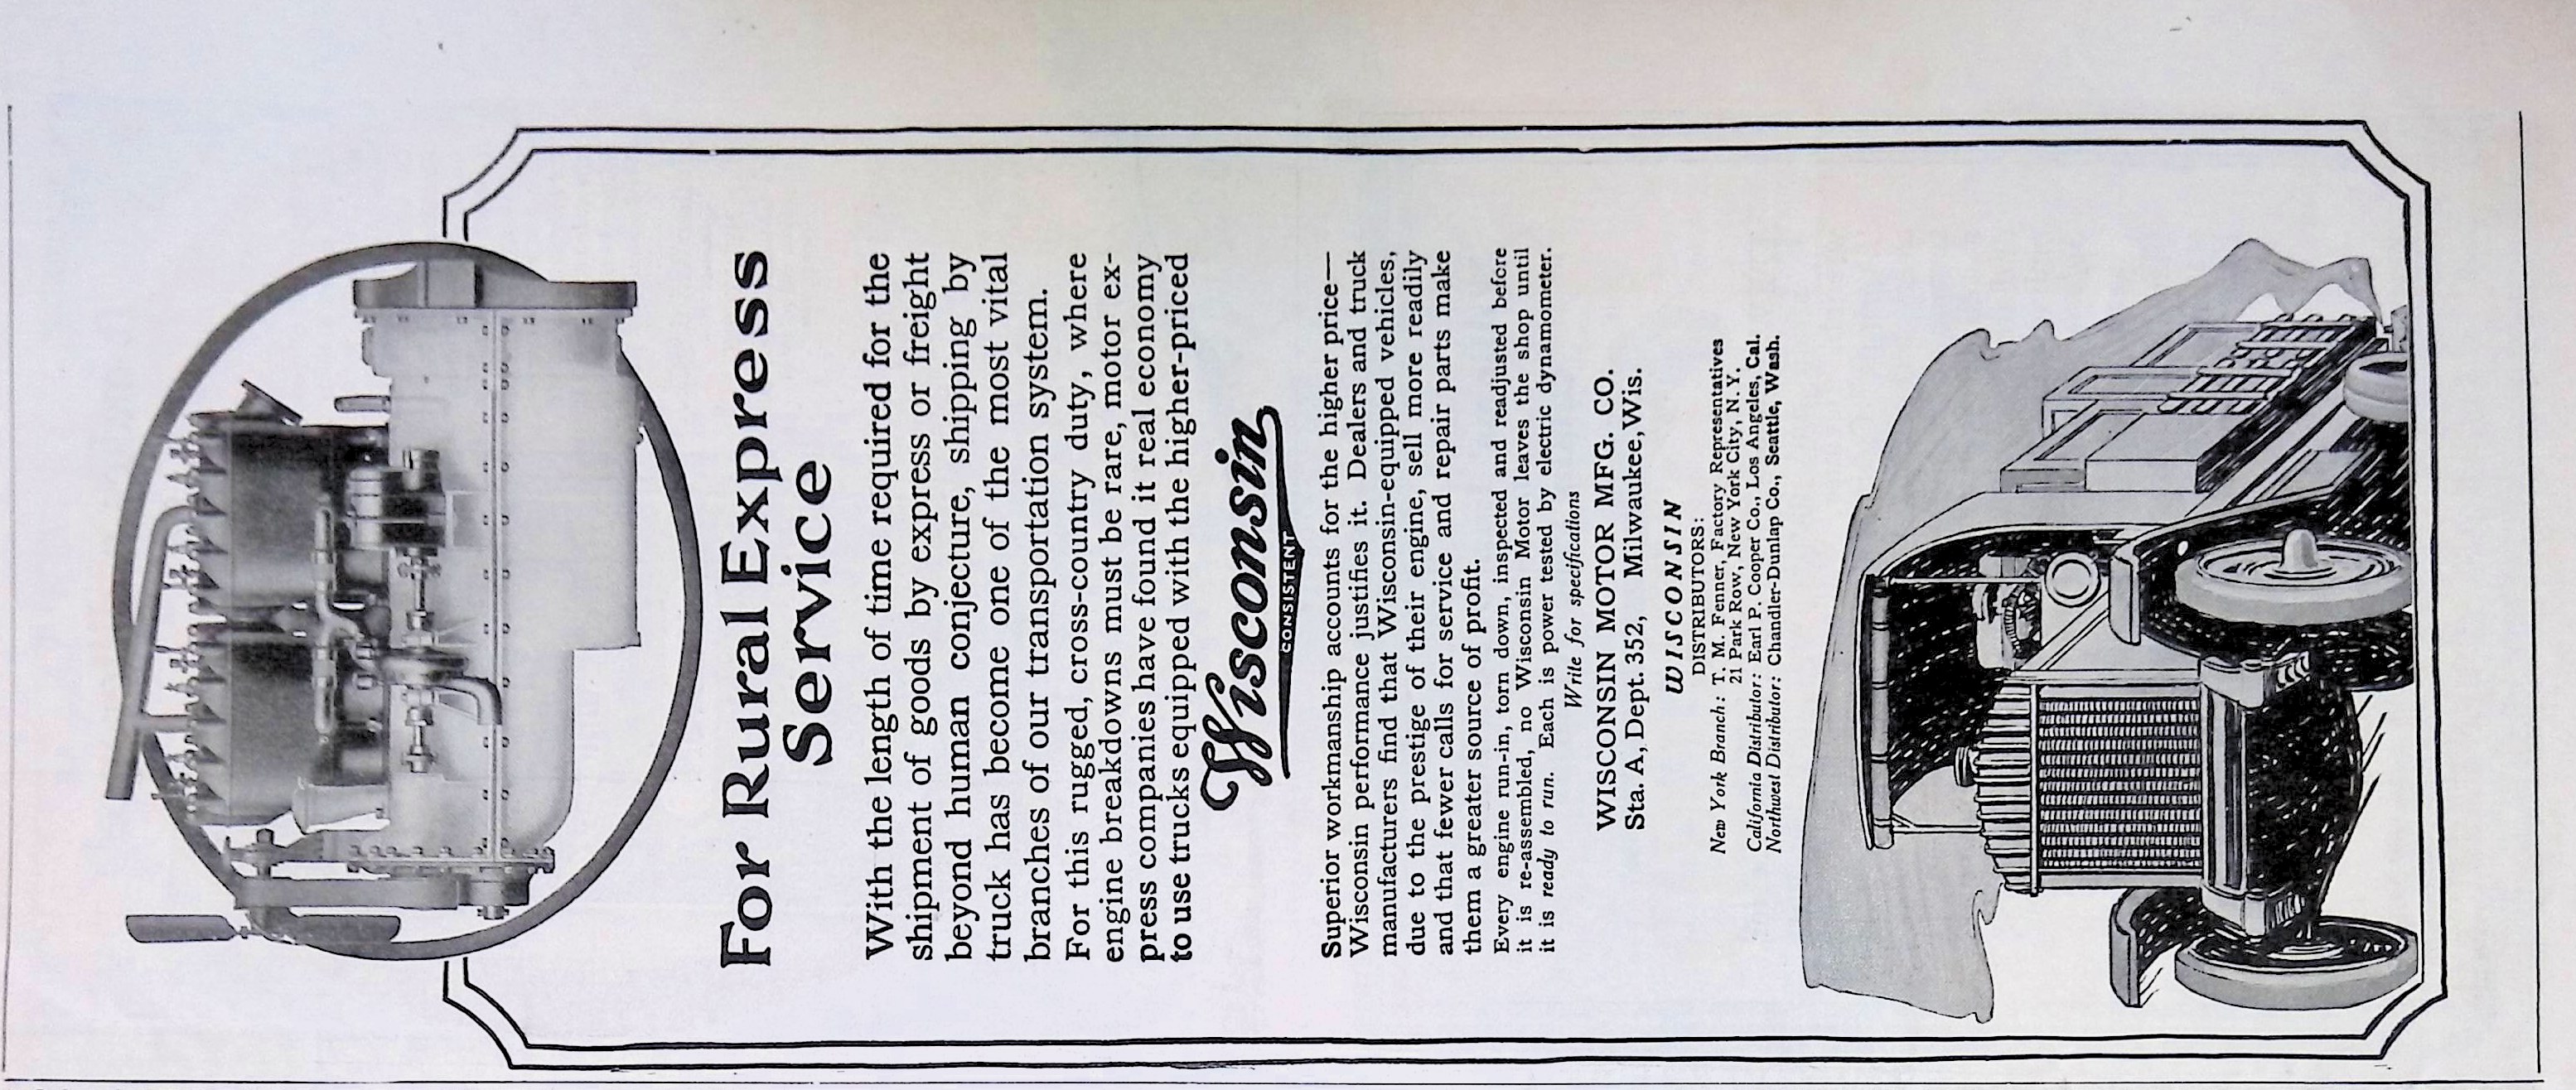 For Rural Express
Service
With the length of time required for the
shipment of goods by express or freight
beyond human conjecture, shipping by
truck has become one of the most vital
branches of our transportation system.
For this rugged, cross-country duty, where
engine breakdowns must be rare, motor ex-
press companies have found it real economy
to use trucks equipped with the higher-priced
Wisconsin
CONSISTENT
Superior workmanship accounts for the higher price—
Wisconsin performance justifies it. Dealers and truck
manufacturers find that Wisconsin-equipped vehicles,
due to the prestige of their engine, sell more readily
and that fewer calls for service and repair parts make
them a greater source of profit.
Every engine run-in, torn down, inspected and readjusted before
it is re-assembled, no Wisconsin Motor leaves the shop until
it is ready to run. Each is power tested by electric dynamometer.
Write for specifications
WISCONSIN MOTOR MFG. CO.
Sta. A, Dept. 352, Milwaukee, Wis.
WISCONSIN
DISTRIBUTORS:
New York Branch: T. M. Fenner, Factory Representatives
21 Park Row, New York City, N. Y.
California Distributor: Earl P. Cooper Co., Los Angeles, Cal.
Northwest Distributor: Chandler-Dunlap Co., Seattle, Wash.